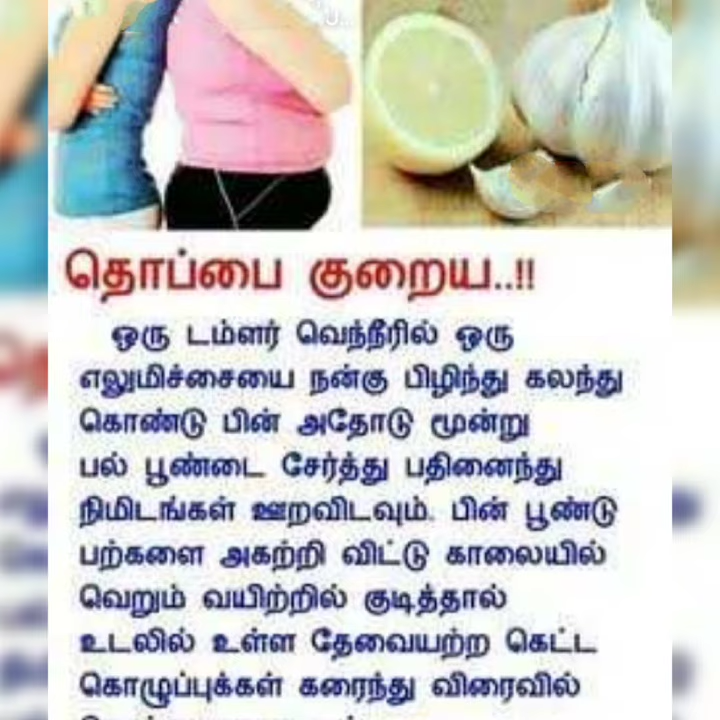 தொப்பை குறைய..!!
ஒரு டம்ளர் வெந்நீரில் ஒரு
எலுமிச்சையை நன்கு பிழிந்து கலந்து
கொண்டு பின் அதோடு மூன்று
பல் பூண்டை சேர்த்து பதினைந்து
நிமிடங்கள் ஊறவிடவும். பின் பூண்டு
பற்களை அகற்றி விட்டு காலையில்
வெறும் வயிற்றில் குடித்தால்
உடலில் உள்ள தேவையற்ற கெட்ட
கொழுப்புக்கள் கரைந்து விரைவில்